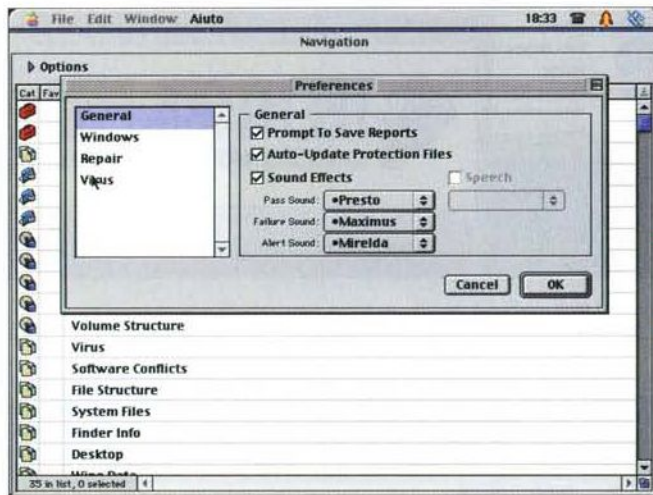 File Edit Window Aiuto 18:33
Navigation
Options
Cat Fav
Preferences
General
Windows
Repair
Virus
General
Prompt To Save Reports
Auto-Update Protection Files
Sound Effects
Speech
Pass Sound: •Presto
Failure Sound: •Maximus
Alert Sound: •Mirelda
Cancel
OK
Volume Structure
Virus
Software Conflicts
File Structure
System Files
Finder Info
Desktop
35 in list, 0 selected